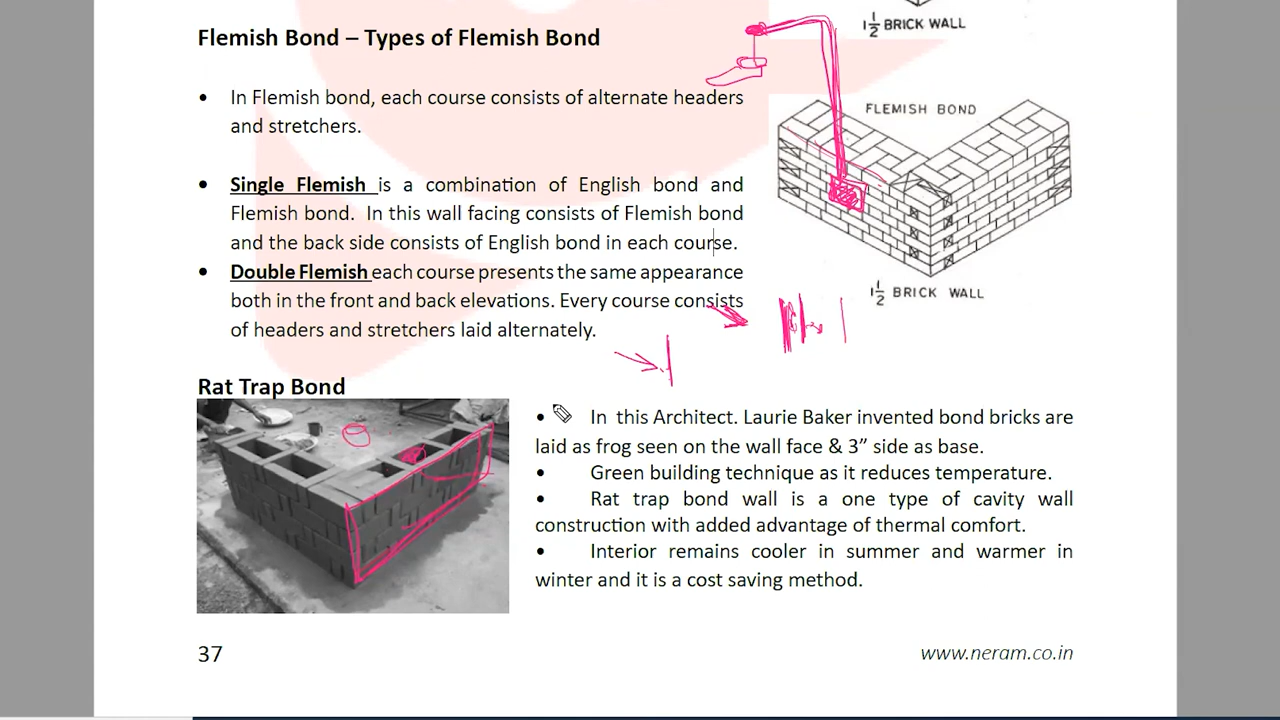 1 1/2 BRICK WALL
Flemish Bond – Types of Flemish Bond
• In Flemish bond, each course consists of alternate headers
and stretchers.
FLEMISH BOND
• Single Flemish is a combination of English bond and
Flemish bond. In this wall facing consists of Flemish bond
and the back side consists of English bond in each course.
• Double Flemish each course presents the same appearance
both in the front and back elevations. Every course consists
of headers and stretchers laid alternately.
1 1/2 BRICK WALL
Rat Trap Bond
• In this Architect. Laurie Baker invented bond bricks are
laid as frog seen on the wall face & 3” side as base.
• Green building technique as it reduces temperature.
• Rat trap bond wall is a one type of cavity wall
construction with added advantage of thermal comfort.
• Interior remains cooler in summer and warmer in
winter and it is a cost saving method.
37
www.neram.co.in